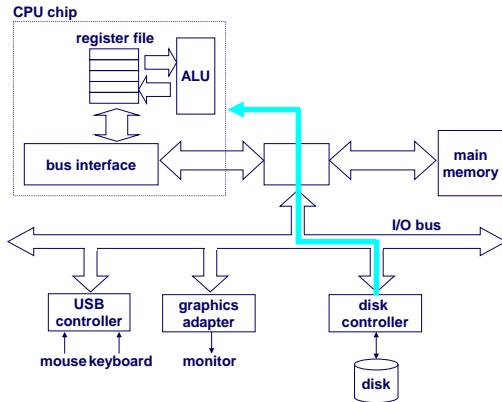 CPU chip
register file
ALU
bus interface
main
memory
I/O bus
USB
controller
graphics
adapter
disk
controller
mouse keyboard
monitor
disk